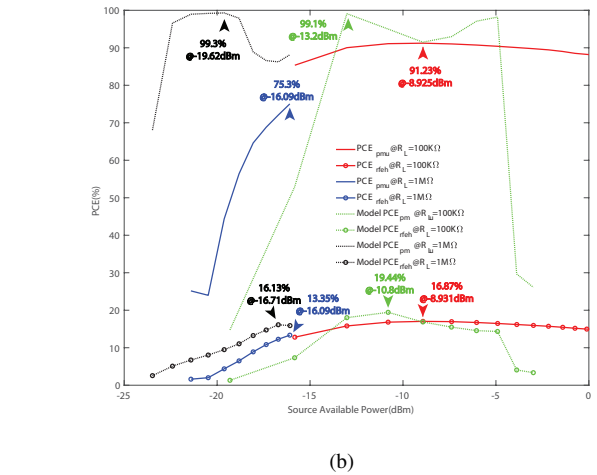 100
90
80
70
60
50
40
30
20
10
0
PCE(%)
-25
-20
-15
-10
-5
0
Source Available Power(dBm)
99.3%
@-19.62dBm
99.1%
@-13.2dBm
91.23%
@-8.925dBm
75.3%
@-16.09dBm
PCE pmu@RL=100KΩ
PCE rfeh@RL=100KΩ
PCE pmu@RL=1MΩ
PCE rfeh@RL=1MΩ
Model PCE pm @R lu=100KΩ
Model PCE rfeh@RL=100KΩ
Model PCE pm @R lu=1MΩ
Model PCE rfeh@RL=1MΩ
16.13%
@-16.71dBm
13.35%
@-16.09dBm
19.44%
@-10.8dBm
16.87%
@-8.931dBm
(b)